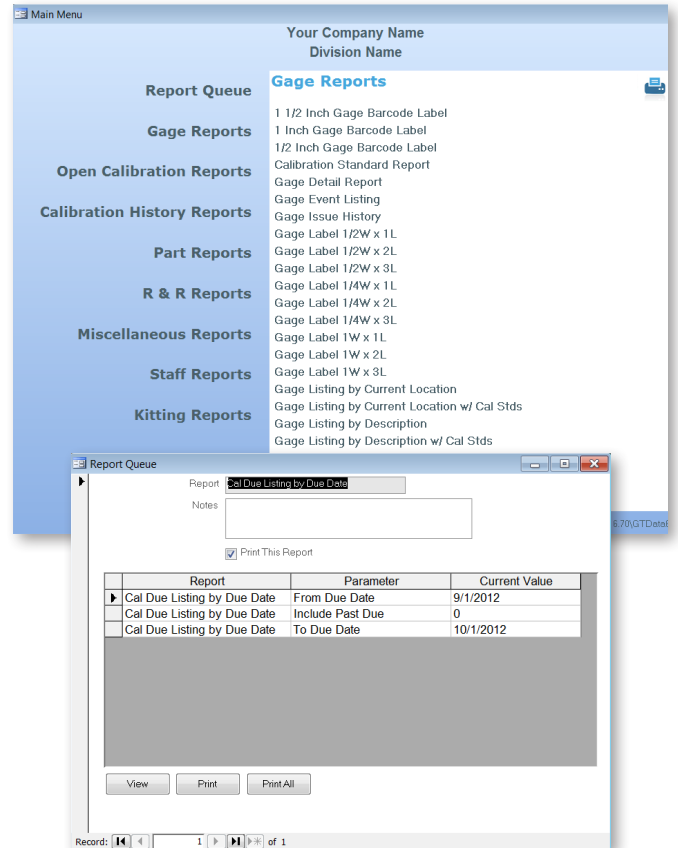 Main Menu
Your Company Name
Division Name
Report Queue
Gage Reports
Open Calibration Reports
Calibration History Reports
Part Reports
R & R Reports
Miscellaneous Reports
Staff Reports
Kitting Reports
Gage Reports
1 1/2 Inch Gage Barcode Label
1 Inch Gage Barcode Label
1/2 Inch Gage Barcode Label
Calibration Standard Report
Gage Detail Report
Gage Event Listing
Gage Issue History
Gage Label 1/2W x 1L
Gage Label 1/2W x 2L
Gage Label 1/2W x 3L
Gage Label 1/4W x 1L
Gage Label 1/4W x 2L
Gage Label 1/4W x 3L
Gage Label 1W x 1L
Gage Label 1W x 2L
Gage Label 1W x 3L
Gage Listing by Current Location
Gage Listing by Current Location w/ Cal Stds
Gage Listing by Description
Gage Listing by Description w/ Cal Stds
Report Queue
Report Cal Due Listing by Due Date
Notes
Print This Report
Report Parameter Current Value
Cal Due Listing by Due Date From Due Date 9/1/2012
Cal Due Listing by Due Date Include Past Due 0
Cal Due Listing by Due Date To Due Date 10/1/2012
View Print Print All
Record: 1 of 1